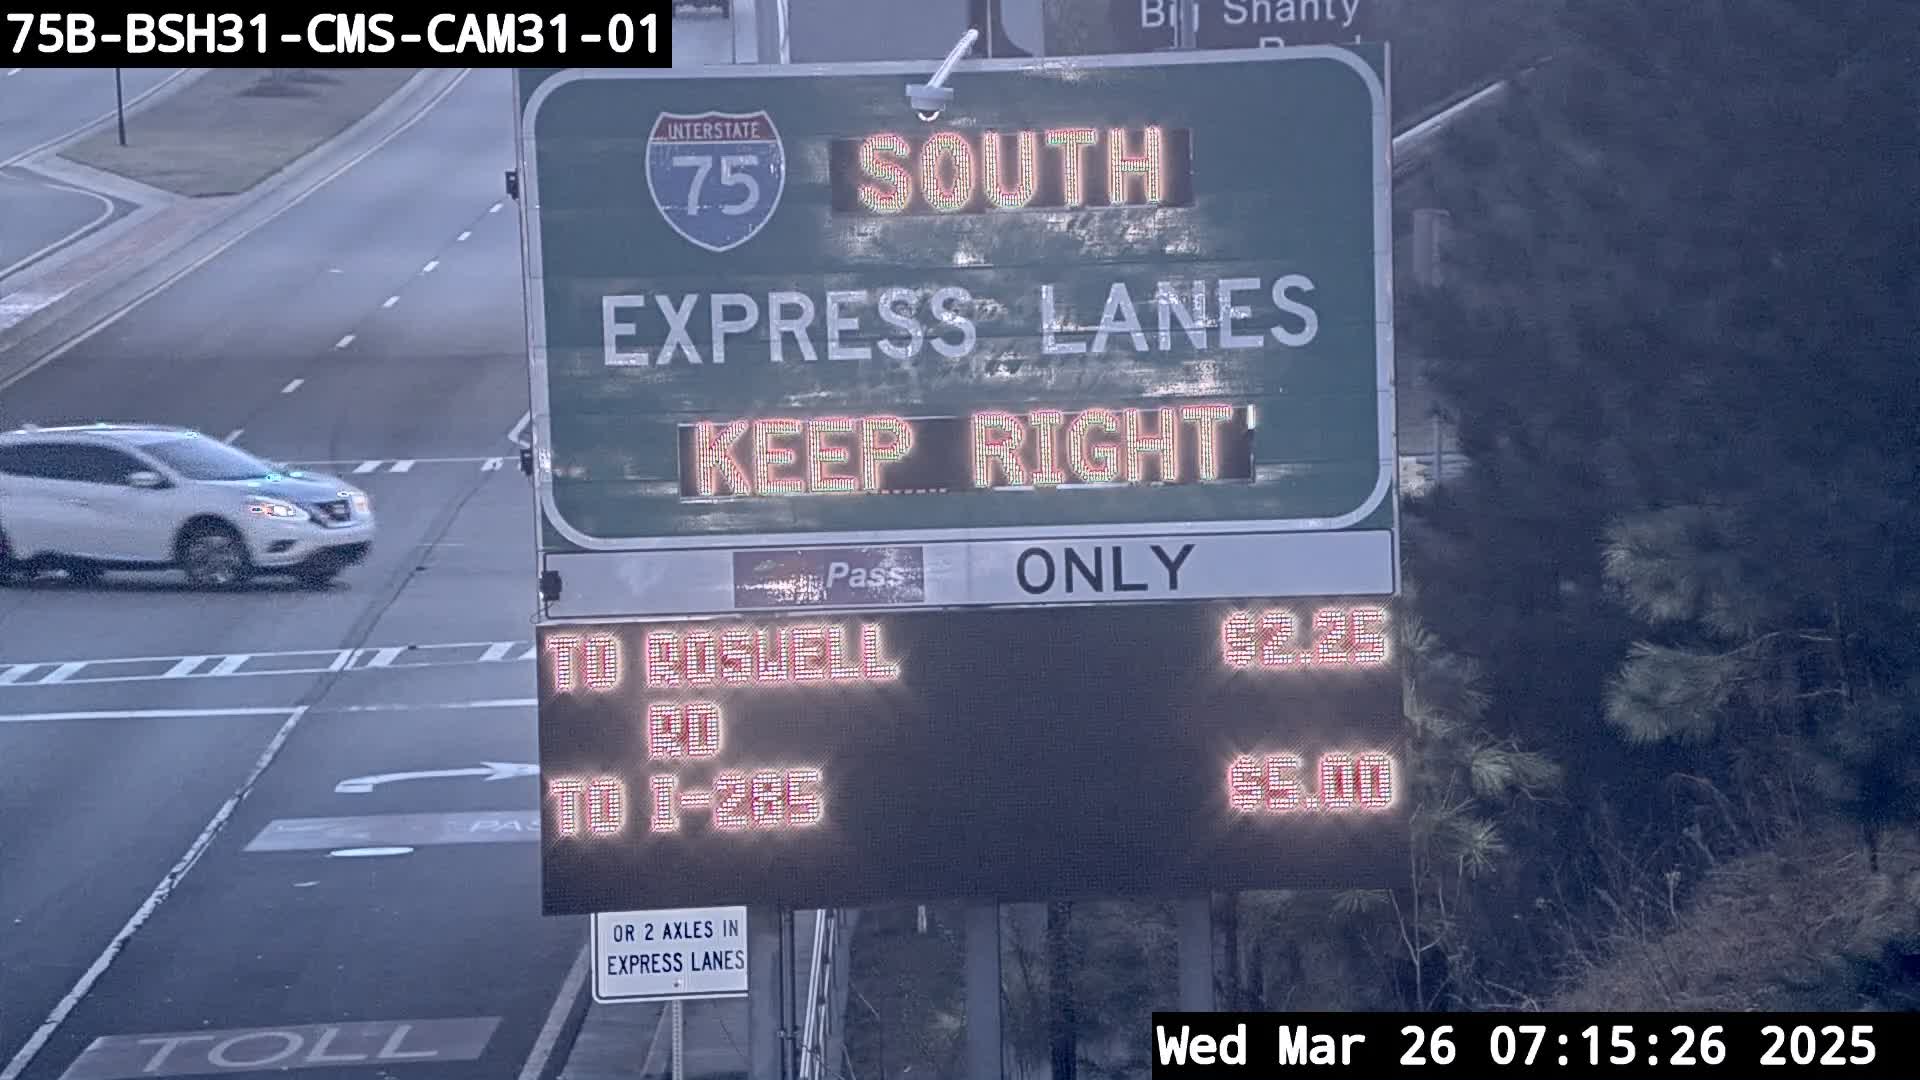 75B-BSH31-CMS-CAM31-01
Big Shanty
INTERSTATE
75
SOUTH
EXPRESS LANES
KEEP RIGHT
Pass ONLY
TO ROSWELL $2.25
RD
TO I-285 $5.00
PAS
OR 2 AXLES IN
EXPRESS LANES
TOLL
Wed Mar 26 07:15:26 2025